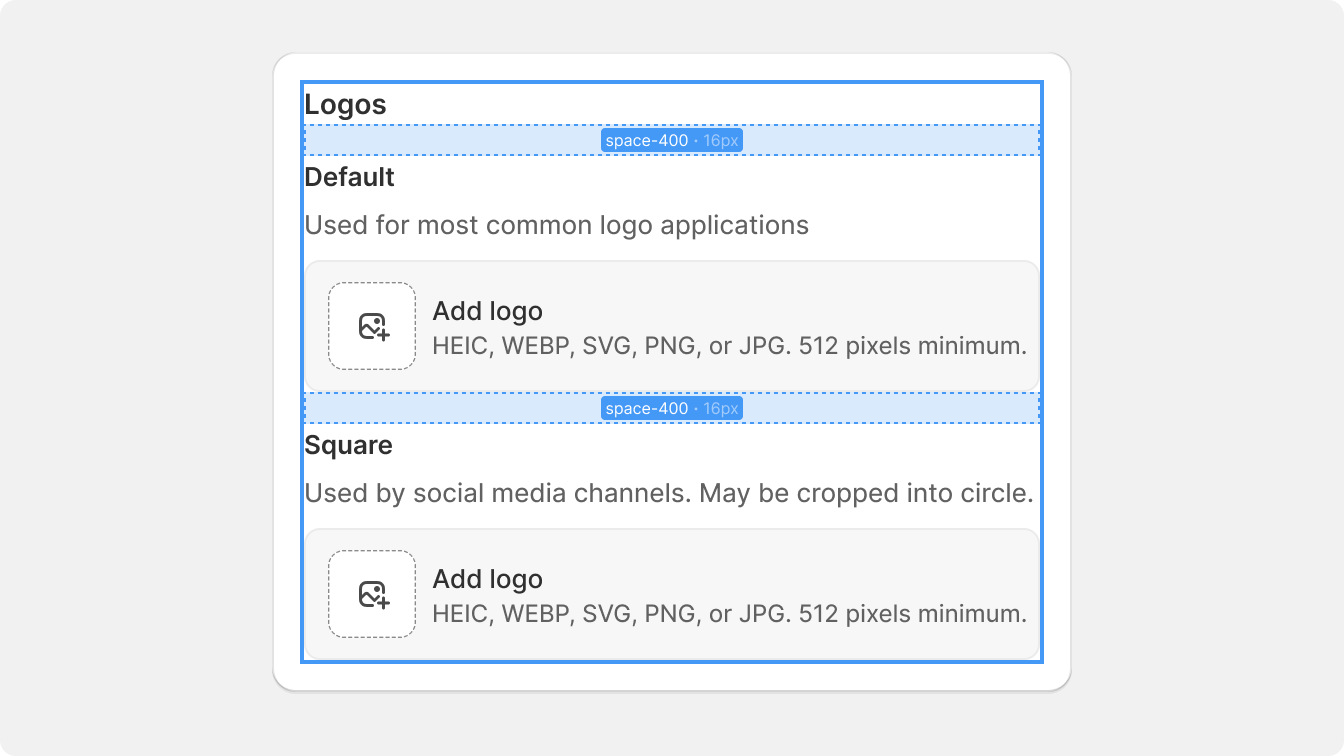 Logos
space-400 · 16px
Default
Used for most common logo applications
Add logo
HEIC, WEBP, SVG, PNG, or JPG. 512 pixels minimum.
space-400 · 16px
Square
Used by social media channels. May be cropped into circle.
Add logo
HEIC, WEBP, SVG, PNG, or JPG. 512 pixels minimum.